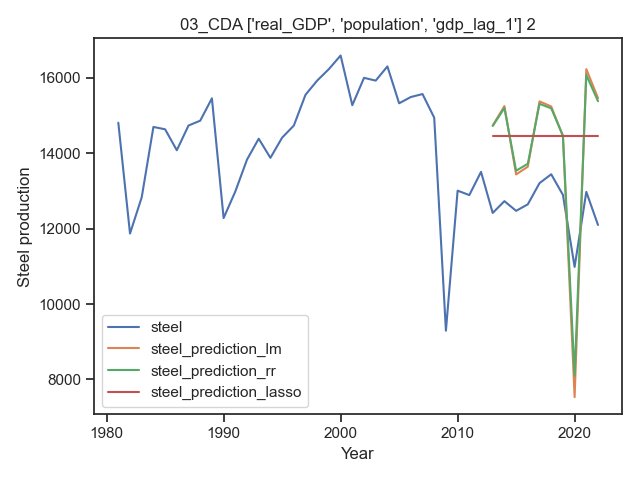 03_CDA ['real_GDP', 'population', 'gdp_lag_1'] 2
Steel production
16000
14000
12000
10000
8000
steel
steel_prediction_lm
steel_prediction_rr
steel_prediction_lasso
1980
1990
2000
2010
2020
Year